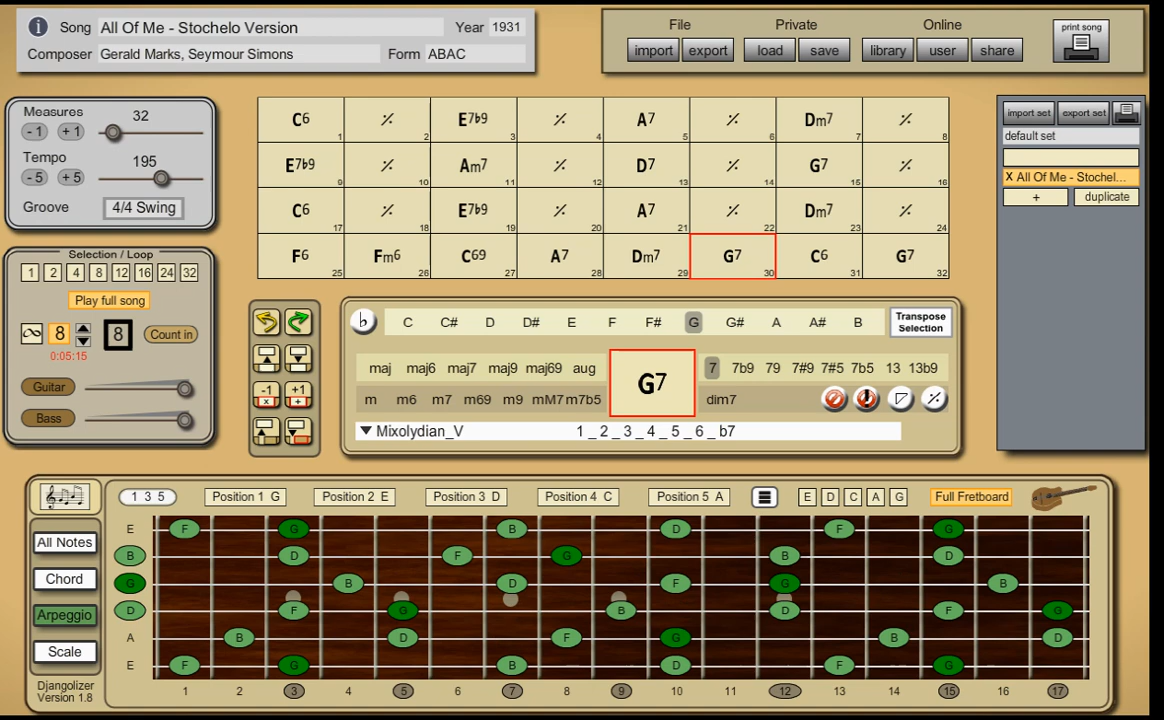 i Song All Of Me - Stochelo Version Year 1931
Composer Gerald Marks, Seymour Simons Form ABAC
File Private Online
import export load save library user share
print song
Measures
- 1 + 1 32
Tempo
- 5 + 5 195
Groove 4/4 Swing
C6 1 ٪ 2 E7♭9 3 ٪ 4 A7 5 ٪ 6 Dm7 7 ٪ 8
E7♭9 9 ٪ 10 Am7 11 ٪ 12 D7 13 ٪ 14 G7 15 ٪ 16
C6 17 ٪ 18 E7♭9 19 ٪ 20 A7 21 ٪ 22 Dm7 23 ٪ 24
F6 25 Fm6 26 C69 27 A7 28 Dm7 29 G7 30 C6 31 G7 32
import set export set
default set
X All Of Me - Stochel...
+ duplicate
Selection / Loop
1 2 4 8 12 16 24 32
Play full song
∞ 8 8 Count in
0:05:15
Guitar
Bass
-1 +1
x +
♭ C C# D D# E F F# G G# A A# B
Transpose
Selection
maj maj6 maj7 maj9 maj69 aug G7 7 7b9 79 7#9 7#5 7b5 13 13b9
m m6 m7 m69 m9 mM7 m7b5 dim7 ٪
▼ Mixolydian_V 1 _ 2 _ 3 _ 4 _ 5 _ 6 _ b7
1 3 5 Position 1 G Position 2 E Position 3 D Position 4 C Position 5 A E D C A G Full Fretboard
All Notes
Chord
Arpeggio
Scale
Djangolizer
Version 1.8
E F G B D F G
B D F G B D
G B D F G B
D F G B D F G
A B D F G B D
E F G B D F G
1 2 3 4 5 6 7 8 9 10 11 12 13 14 15 16 17